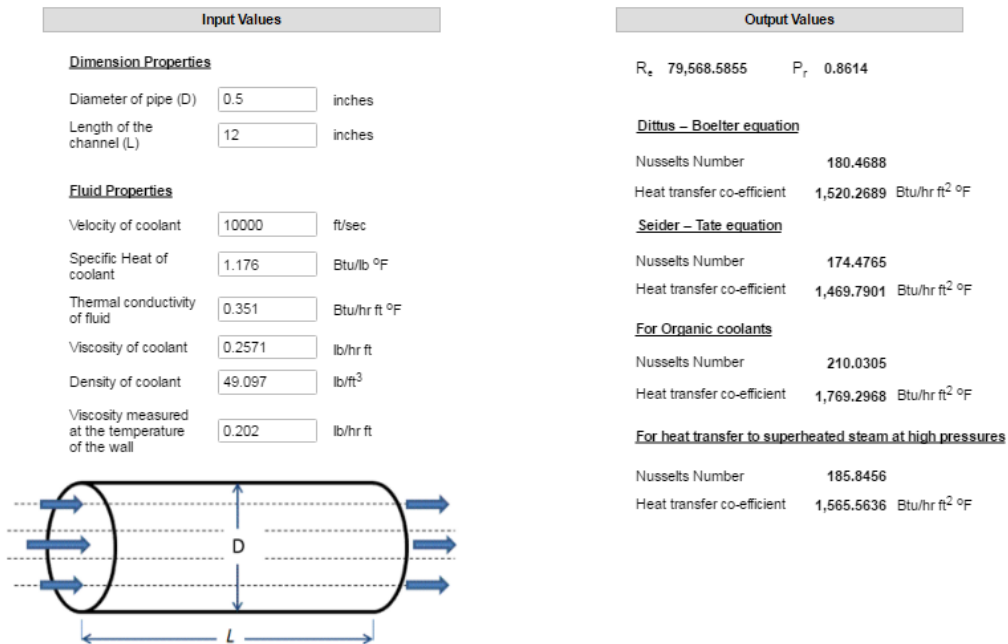 Input Values
Dimension Properties
Diameter of pipe (D) 0.5 inches
Length of the
channel (L) 12 inches
Fluid Properties
Velocity of coolant 10000 ft/sec
Specific Heat of
coolant 1.176 Btu/lb ºF
Thermal conductivity
of fluid 0.351 Btu/hr ft ºF
Viscosity of coolant 0.2571 lb/hr ft
Density of coolant 49.097 lb/ft³
Viscosity measured
at the temperature
of the wall 0.202 lb/hr ft
D
L
Output Values
Rₑ 79,568.5855 Pᵣ 0.8614
Dittus – Boelter equation
Nusselts Number 180.4688
Heat transfer co-efficient 1,520.2689 Btu/hr ft² ºF
Seider – Tate equation
Nusselts Number 174.4765
Heat transfer co-efficient 1,469.7901 Btu/hr ft² ºF
For Organic coolants
Nusselts Number 210.0305
Heat transfer co-efficient 1,769.2968 Btu/hr ft² ºF
For heat transfer to superheated steam at high pressures
Nusselts Number 185.8456
Heat transfer co-efficient 1,565.5636 Btu/hr ft² ºF